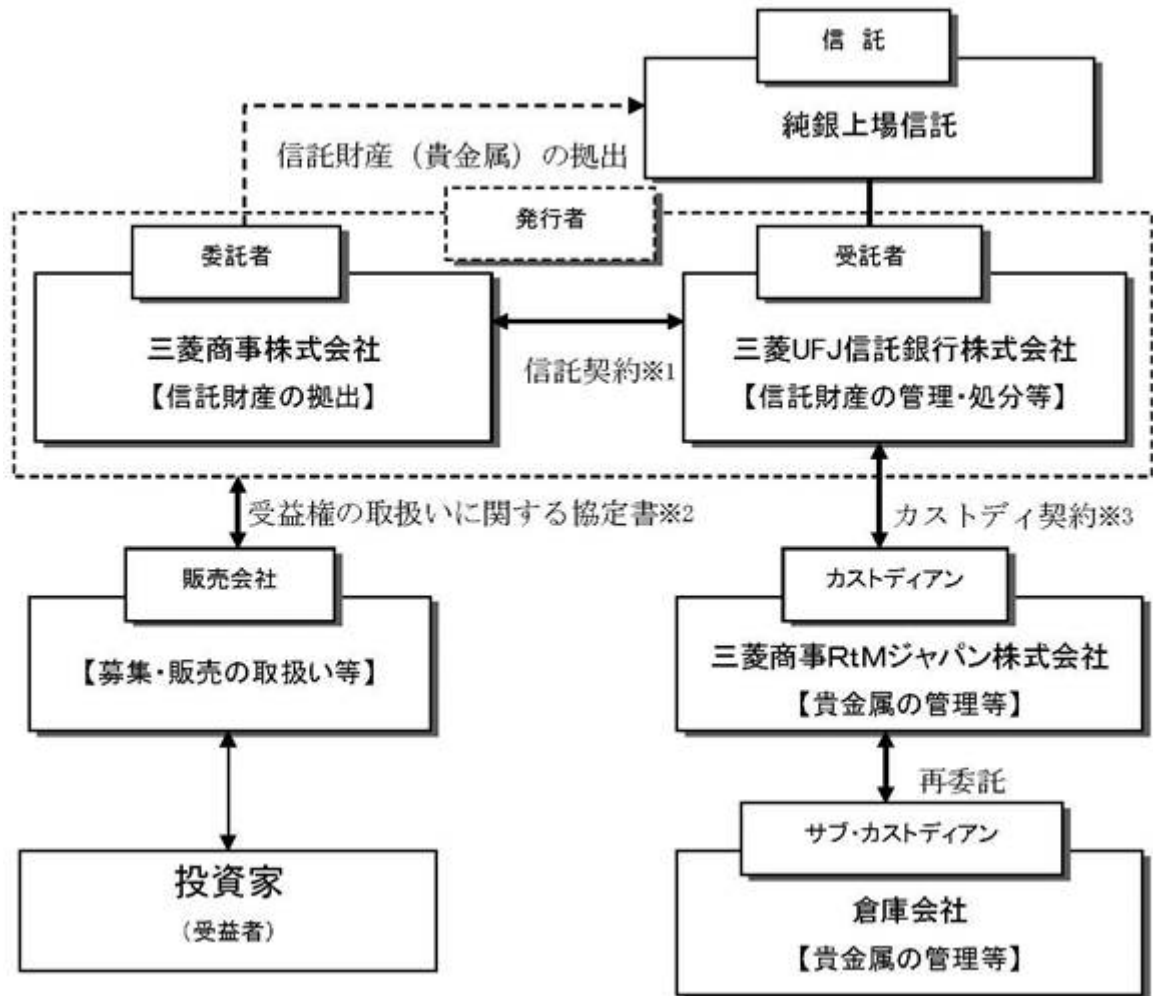 信 託
純銀上場信託
信託財産（貴金属）の拠出
発行者
委託者
三菱商事株式会社
【信託財産の拠出】
信託契約※1
受託者
三菱UFJ信託銀行株式会社
【信託財産の管理・処分等】
受益権の取扱いに関する協定書※2
カストディ契約※3
販売会社
【募集・販売の取扱い等】
カストディアン
三菱商事RtMジャパン株式会社
【貴金属の管理等】
再委託
投資家
（受益者）
サブ・カストディアン
倉庫会社
【貴金属の管理等】